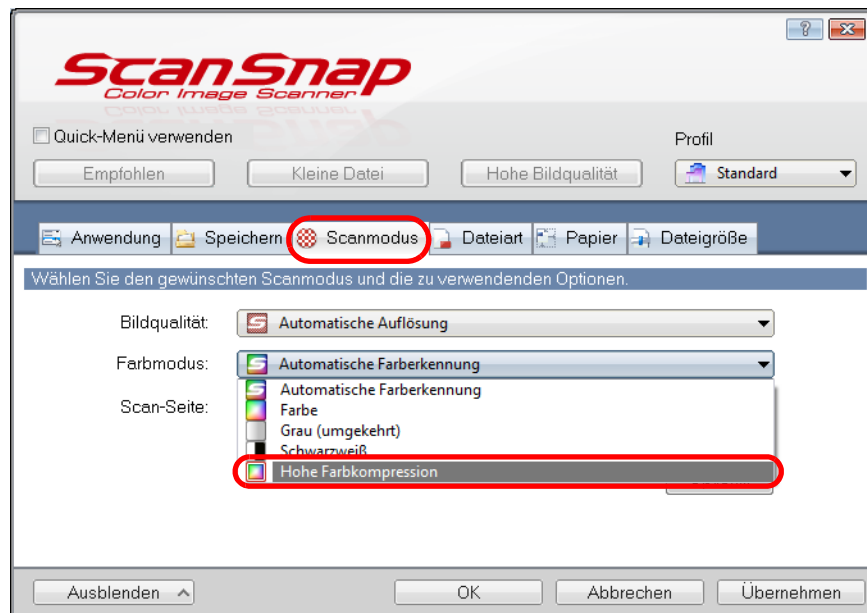 ScanSnap
Color Image Scanner
Quick-Menü verwenden
Profil
Empfohlen Kleine Datei Hohe Bildqualität Standard
Anwendung Speichern Scanmodus Dateiart Papier Dateigröße
Wählen Sie den gewünschten Scanmodus und die zu verwendenden Optionen.
Bildqualität: Automatische Auflösung
Farbmodus: Automatische Farberkennung
Automatische Farberkennung
Scan-Seite: Farbe
Grau (umgekehrt)
Schwarzweiß
Hohe Farbkompression
Ausblenden OK Abbrechen Übernehmen